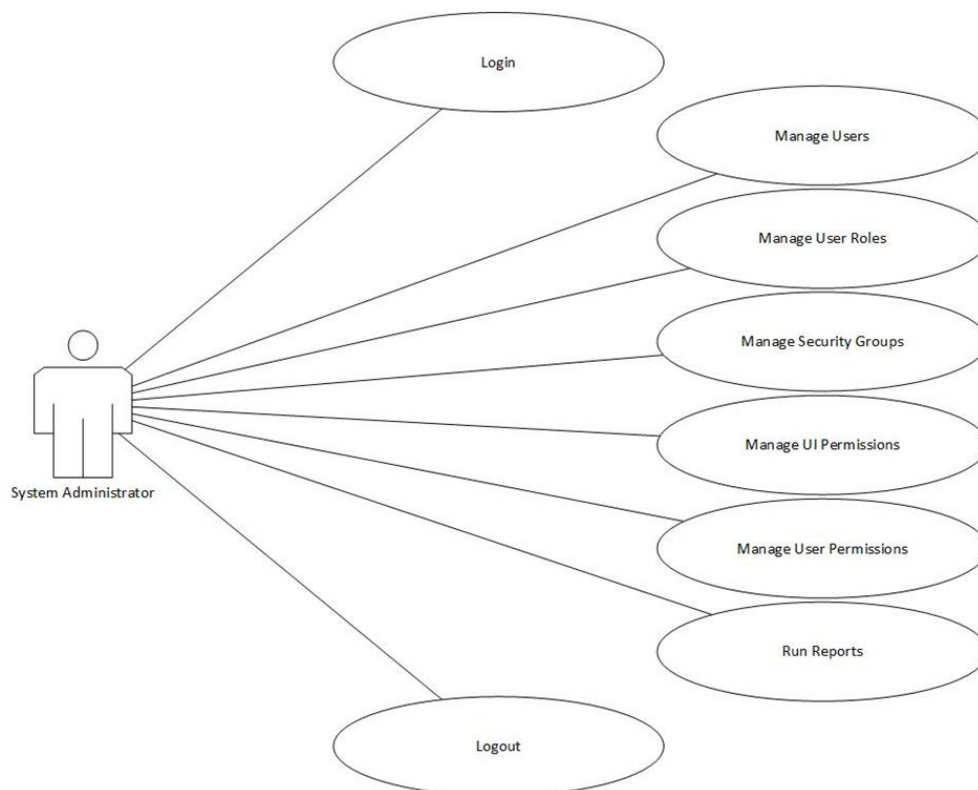 Login
Manage Users
Manage User Roles
Manage Security Groups
Manage UI Permissions
System Administrator
Manage User Permissions
Run Reports
Logout